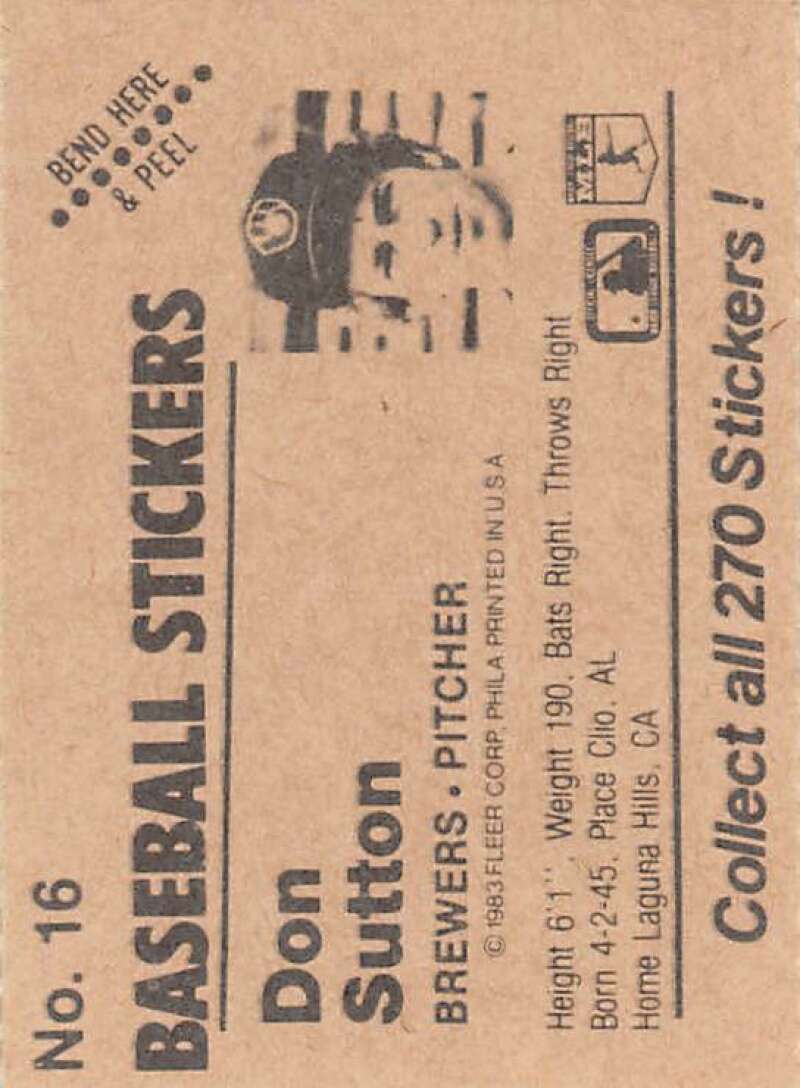 No. 16
BEND HERE
& PEEL
BASEBALL STICKERS
Don
Sutton
BREWERS • PITCHER
© 1983 FLEER CORP. PHILA PRINTED IN U S A
Height 6'1''. Weight 190. Bats Right. Throws Right
Born 4-2-45. Place Clio, AL
Home Laguna Hills, CA
Collect all 270 Stickers!